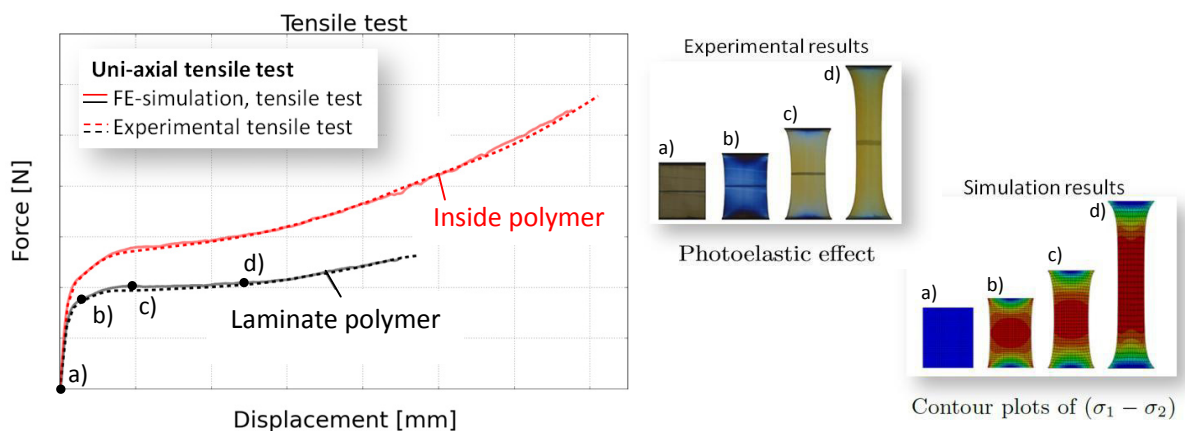 Tensile test
Uni-axial tensile test
FE-simulation, tensile test
Experimental tensile test
Force [N]
Inside polymer
Laminate polymer
a)
b)
c)
d)
Displacement [mm]
Experimental results
a)
b)
c)
d)
Photoelastic effect
Simulation results
a)
b)
c)
d)
Contour plots of (σ₁ − σ₂)